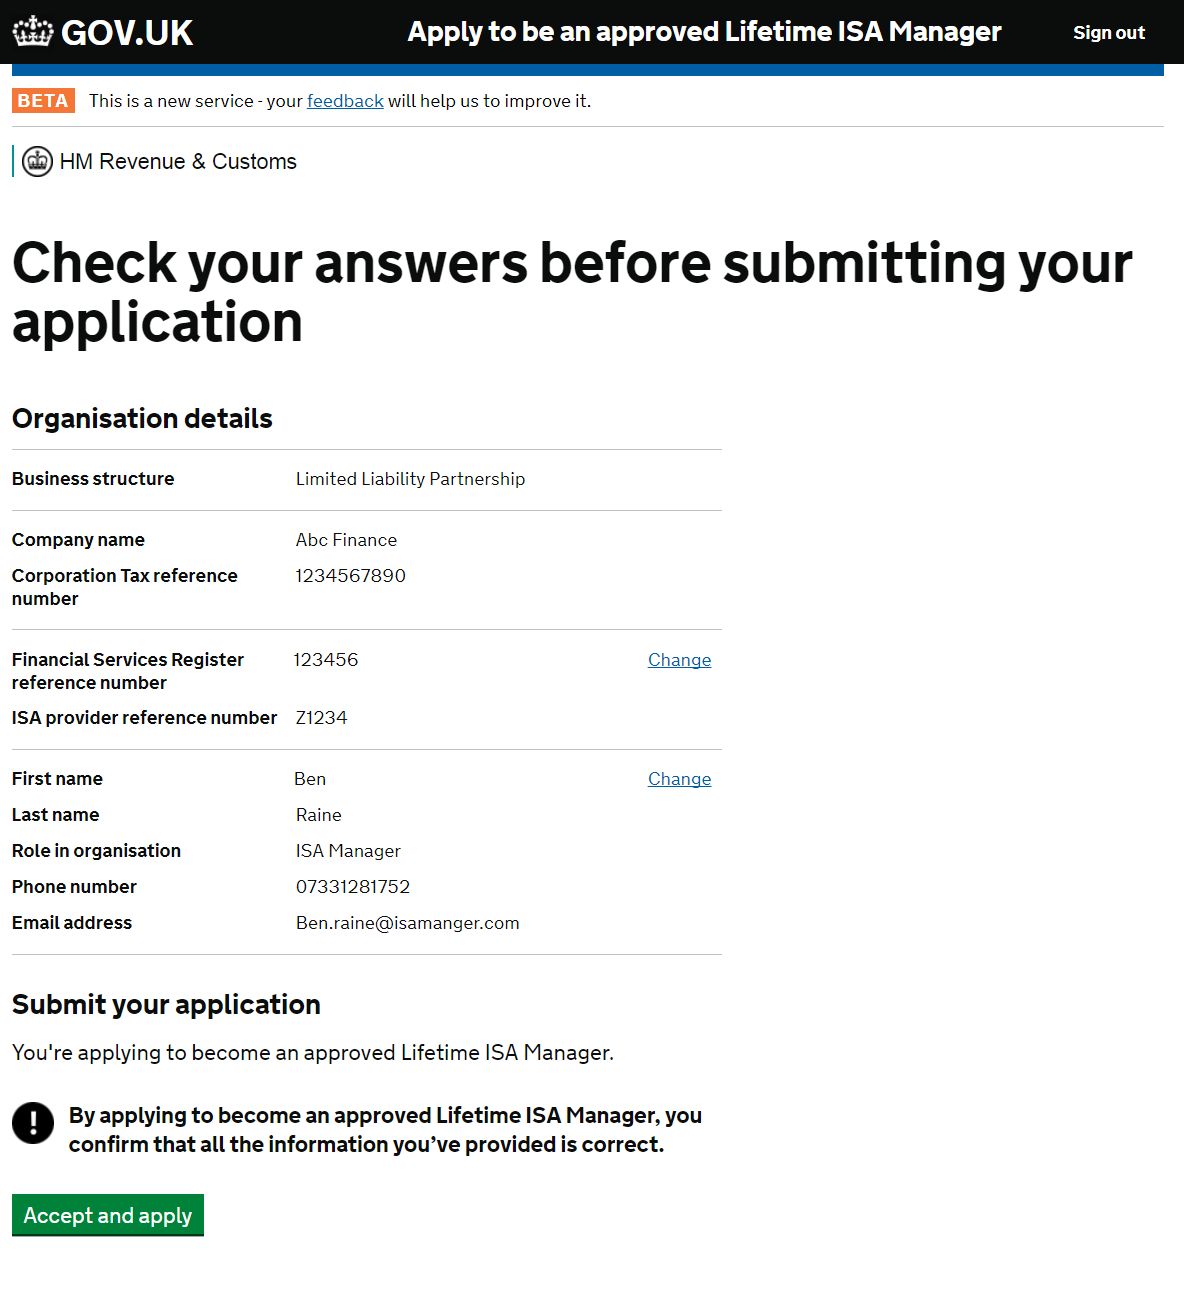 GOV.UK Apply to be an approved Lifetime ISA Manager Sign out
BETA This is a new service - your feedback will help us to improve it.
HM Revenue & Customs
Check your answers before submitting your
application
Organisation details
Business structure Limited Liability Partnership
Company name Abc Finance
Corporation Tax reference 1234567890
number
Financial Services Register 123456 Change
reference number
ISA provider reference number Z1234
First name Ben Change
Last name Raine
Role in organisation ISA Manager
Phone number 07331281752
Email address Ben.raine@isamanger.com
Submit your application
You're applying to become an approved Lifetime ISA Manager.
! By applying to become an approved Lifetime ISA Manager, you
confirm that all the information you’ve provided is correct.
Accept and apply